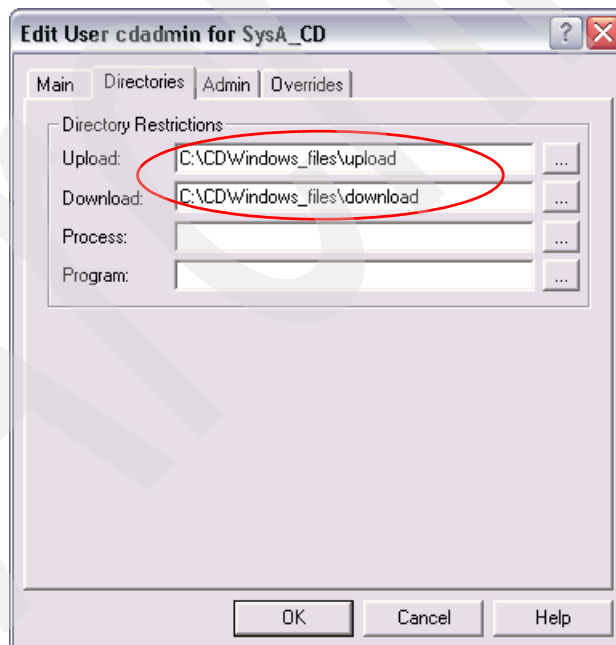 Edit User cdadmin for SysA_CD ? X
Main Directories Admin Overrides
Directory Restrictions
Upload: C:\CDWindows_files\upload ...
Download: C:\CDWindows_files\download ...
Process: ...
Program: ...
OK Cancel Help